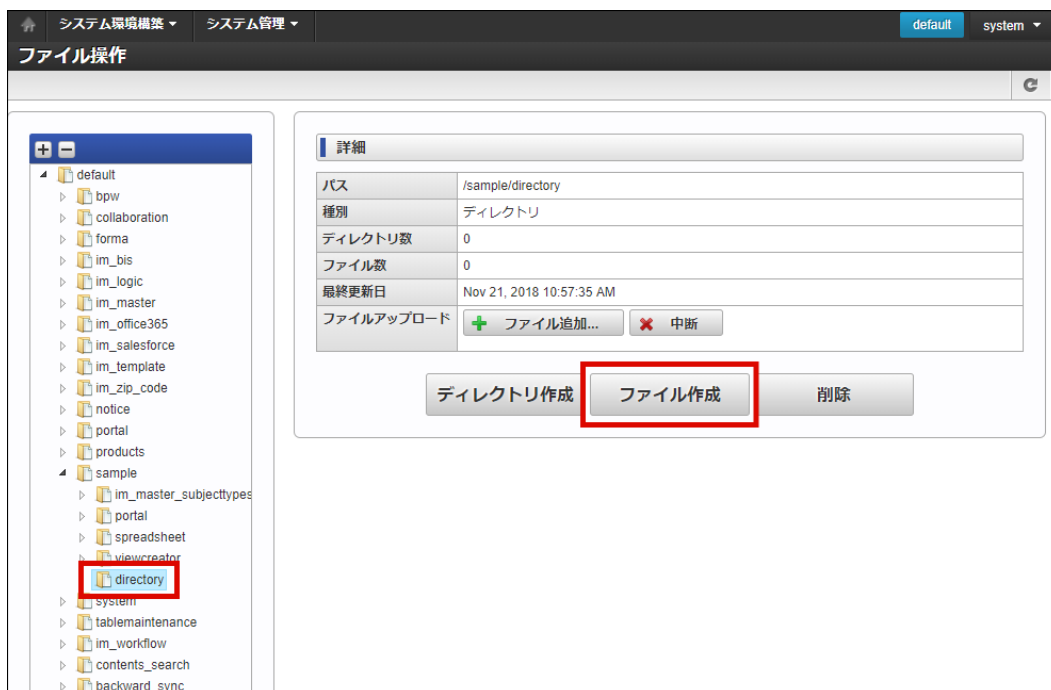 システム環境構築 ▼ システム管理 ▼ default system ▼
ファイル操作
default
bpw
collaboration
forma
im_bis
im_logic
im_master
im_office365
im_salesforce
im_template
im_zip_code
notice
portal
products
sample
im_master_subjecttypes
portal
spreadsheet
viewcreator
directory
system
tablemaintenance
im_workflow
contents_search
backward_sync
詳細
パス /sample/directory
種別 ディレクトリ
ディレクトリ数 0
ファイル数 0
最終更新日 Nov 21, 2018 10:57:35 AM
ファイルアップロード ファイル追加... 中断
ディレクトリ作成 ファイル作成 削除